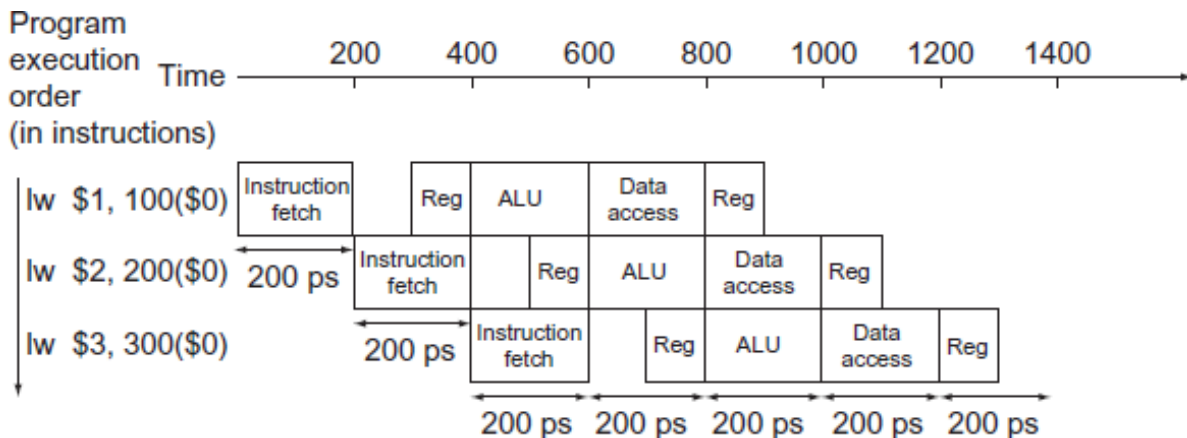 Program
execution
order
(in instructions)
Time
200 400 600 800 1000 1200 1400
lw $1, 100($0)
Instruction
fetch
Reg
ALU
Data
access
Reg
200 ps
lw $2, 200($0)
Instruction
fetch
Reg
ALU
Data
access
Reg
200 ps
lw $3, 300($0)
Instruction
fetch
Reg
ALU
Data
access
Reg
200 ps 200 ps 200 ps 200 ps 200 ps